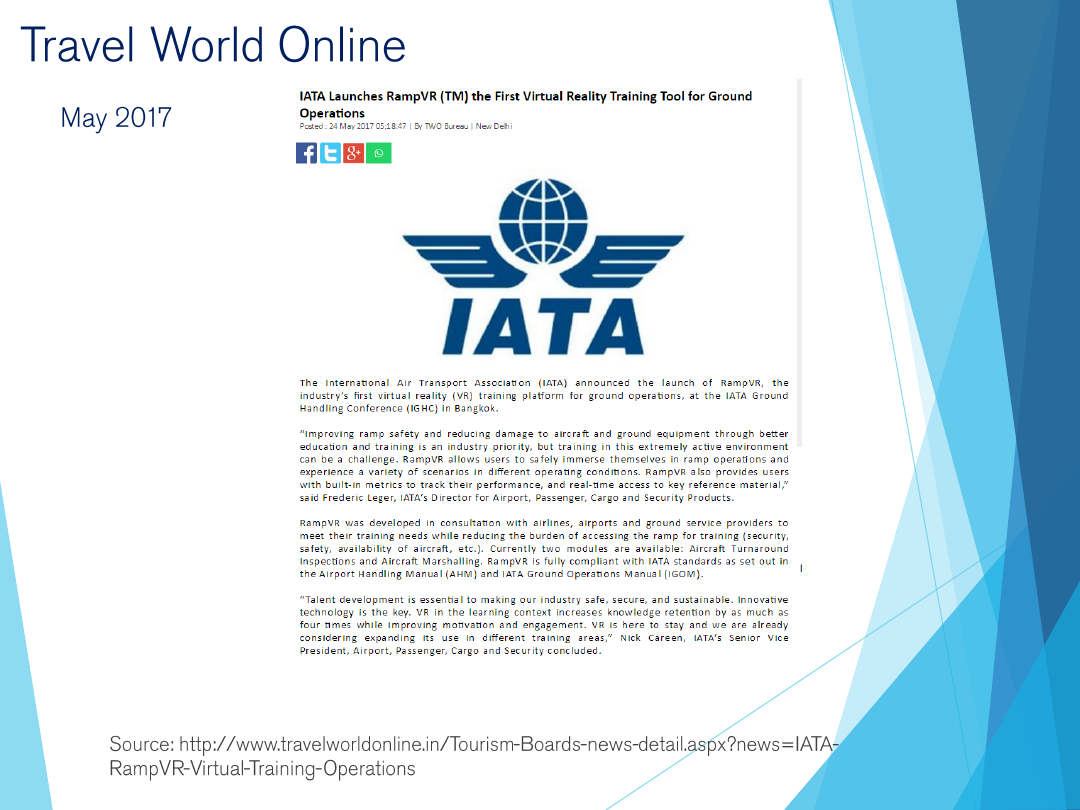 Travel World Online
May 2017
IATA Launches RampVR (TM) the First Virtual Reality Training Tool for Ground
Operations
Posted : 24 May 2017 05:18:47 | By TWO Bureau | New Delhi
IATA
The International Air Transport Association (IATA) announced the launch of RampVR, the
industry's first virtual reality (VR) training platform for ground operations, at the IATA Ground
Handling Conference (IGHC) in Bangkok.
"Improving ramp safety and reducing damage to aircraft and ground equipment through better
education and training is an industry priority, but training in this extremely active environment
can be a challenge. RampVR allows users to safely immerse themselves in ramp operations and
experience a variety of scenarios in different operating conditions. RampVR also provides users
with built-in metrics to track their performance, and real-time access to key reference material,"
said Frederic Leger, IATA's Director for Airport, Passenger, Cargo and Security Products.
RampVR was developed in consultation with airlines, airports and ground service providers to
meet their training needs while reducing the burden of accessing the ramp for training (security,
safety, availability of aircraft, etc.). Currently two modules are available: Aircraft Turnaround
Inspections and Aircraft Marshalling. RampVR is fully compliant with IATA standards as set out in
the Airport Handling Manual (AHM) and IATA Ground Operations Manual (IGOM).
"Talent development is essential to making our industry safe, secure, and sustainable. Innovative
technology is the key. VR in the learning context increases knowledge retention by as much as
four times while improving motivation and engagement. VR is here to stay and we are already
considering expanding its use in different training areas," Nick Careen, IATA's Senior Vice
President, Airport, Passenger, Cargo and Security concluded.
Source: http://www.travelworldonline.in/Tourism-Boards-news-detail.aspx?news=IATA-
RampVR-Virtual-Training-Operations